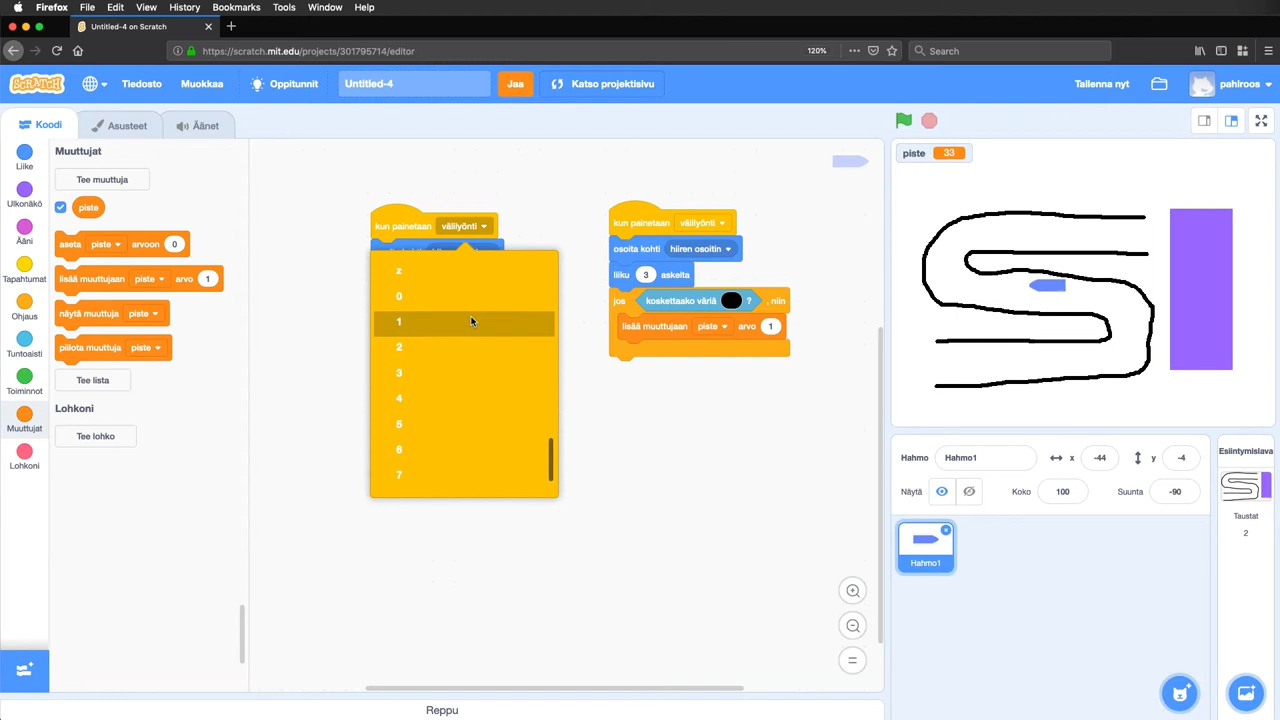 Firefox File Edit View History Bookmarks Tools Window Help
Untitled-4 on Scratch
https://scratch.mit.edu/projects/301795714/editor 120% Search
SCRATCH Tiedosto Muokkaa Oppitunnit Untitled-4 Jaa Katso projektisivu Tallenna nyt pahlroos
Koodi Asusteet Äänet
Liike
Ulkonäkö
Ääni
Tapahtumat
Ohjaus
Tuntoaisti
Toiminnot
Muuttujat
Lohkoni
Muuttujat
Tee muuttuja
piste
aseta piste arvoon 0
lisää muuttujaan piste arvo 1
näytä muuttuja piste
piilota muuttuja piste
Tee lista
Lohkoni
Tee lohko
kun painetaan välilyönti
z
0
1
2
3
4
5
6
7
kun painetaan välilyönti
osoita kohti hiiren osoitin
liiku 3 askelta
jos koskettaako väriä ? , niin
lisää muuttujaan piste arvo 1
piste 33
Hahmo Hahmo1 x -44 y -4
Näytä Koko 100 Suunta -90
Hahmo1
Esiintymislava
Taustat
2
Reppu